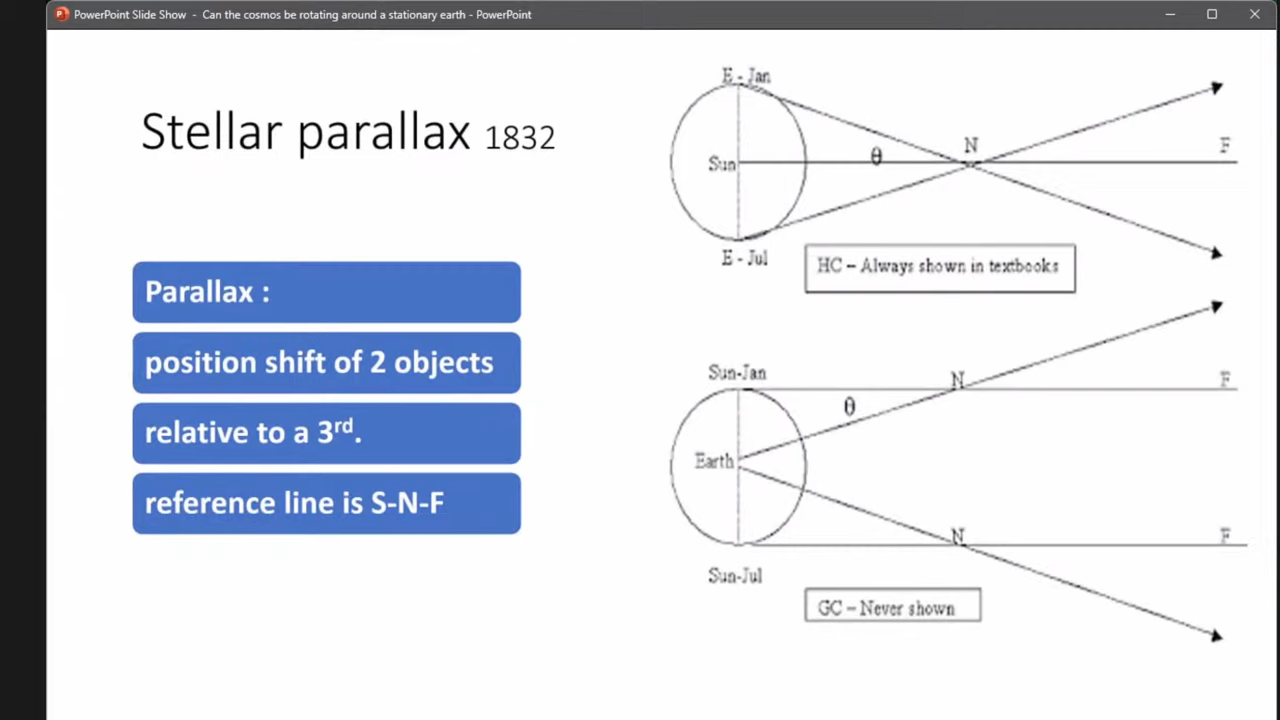 PowerPoint Slide Show - Can the cosmos be rotating around a stationary earth - PowerPoint
Stellar parallax 1832
Parallax :
position shift of 2 objects
relative to a 3rd.
reference line is S-N-F
E - Jan
N
F
θ
Sun
E - Jul
HC – Always shown in textbooks
Sun-Jan
N
F
θ
Earth
N
F
Sun-Jul
GC – Never shown